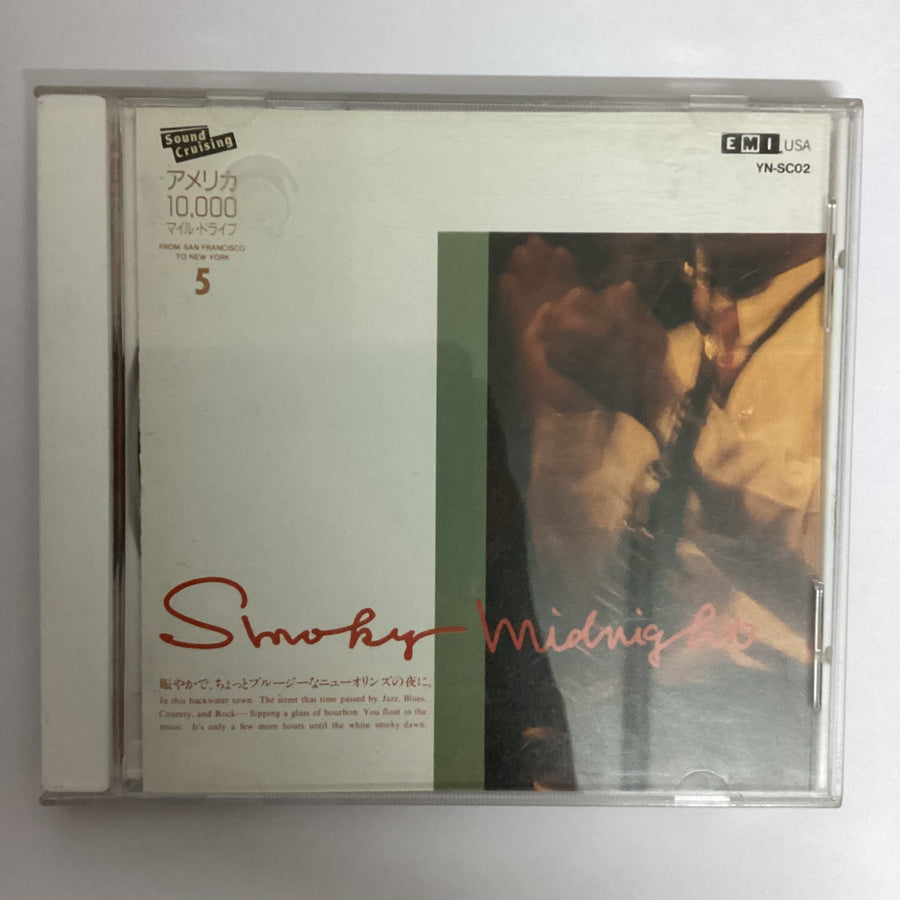 Sound
Cruising
アメリカ
10,000
マイル・ドライブ
FROM SAN FRANCISCO
TO NEW YORK
5
EMI USA
YN-SC02
Smoky Midnight
賑やかで、ちょっとブルージーなニューオリンズの夜に。
In this backwater town. The street that time passed by. Jazz, Blues,
Country, and Rock···· Sipping a glass of bourbon. You float in the
music. It's only a few more hours until the white smoky dawn.